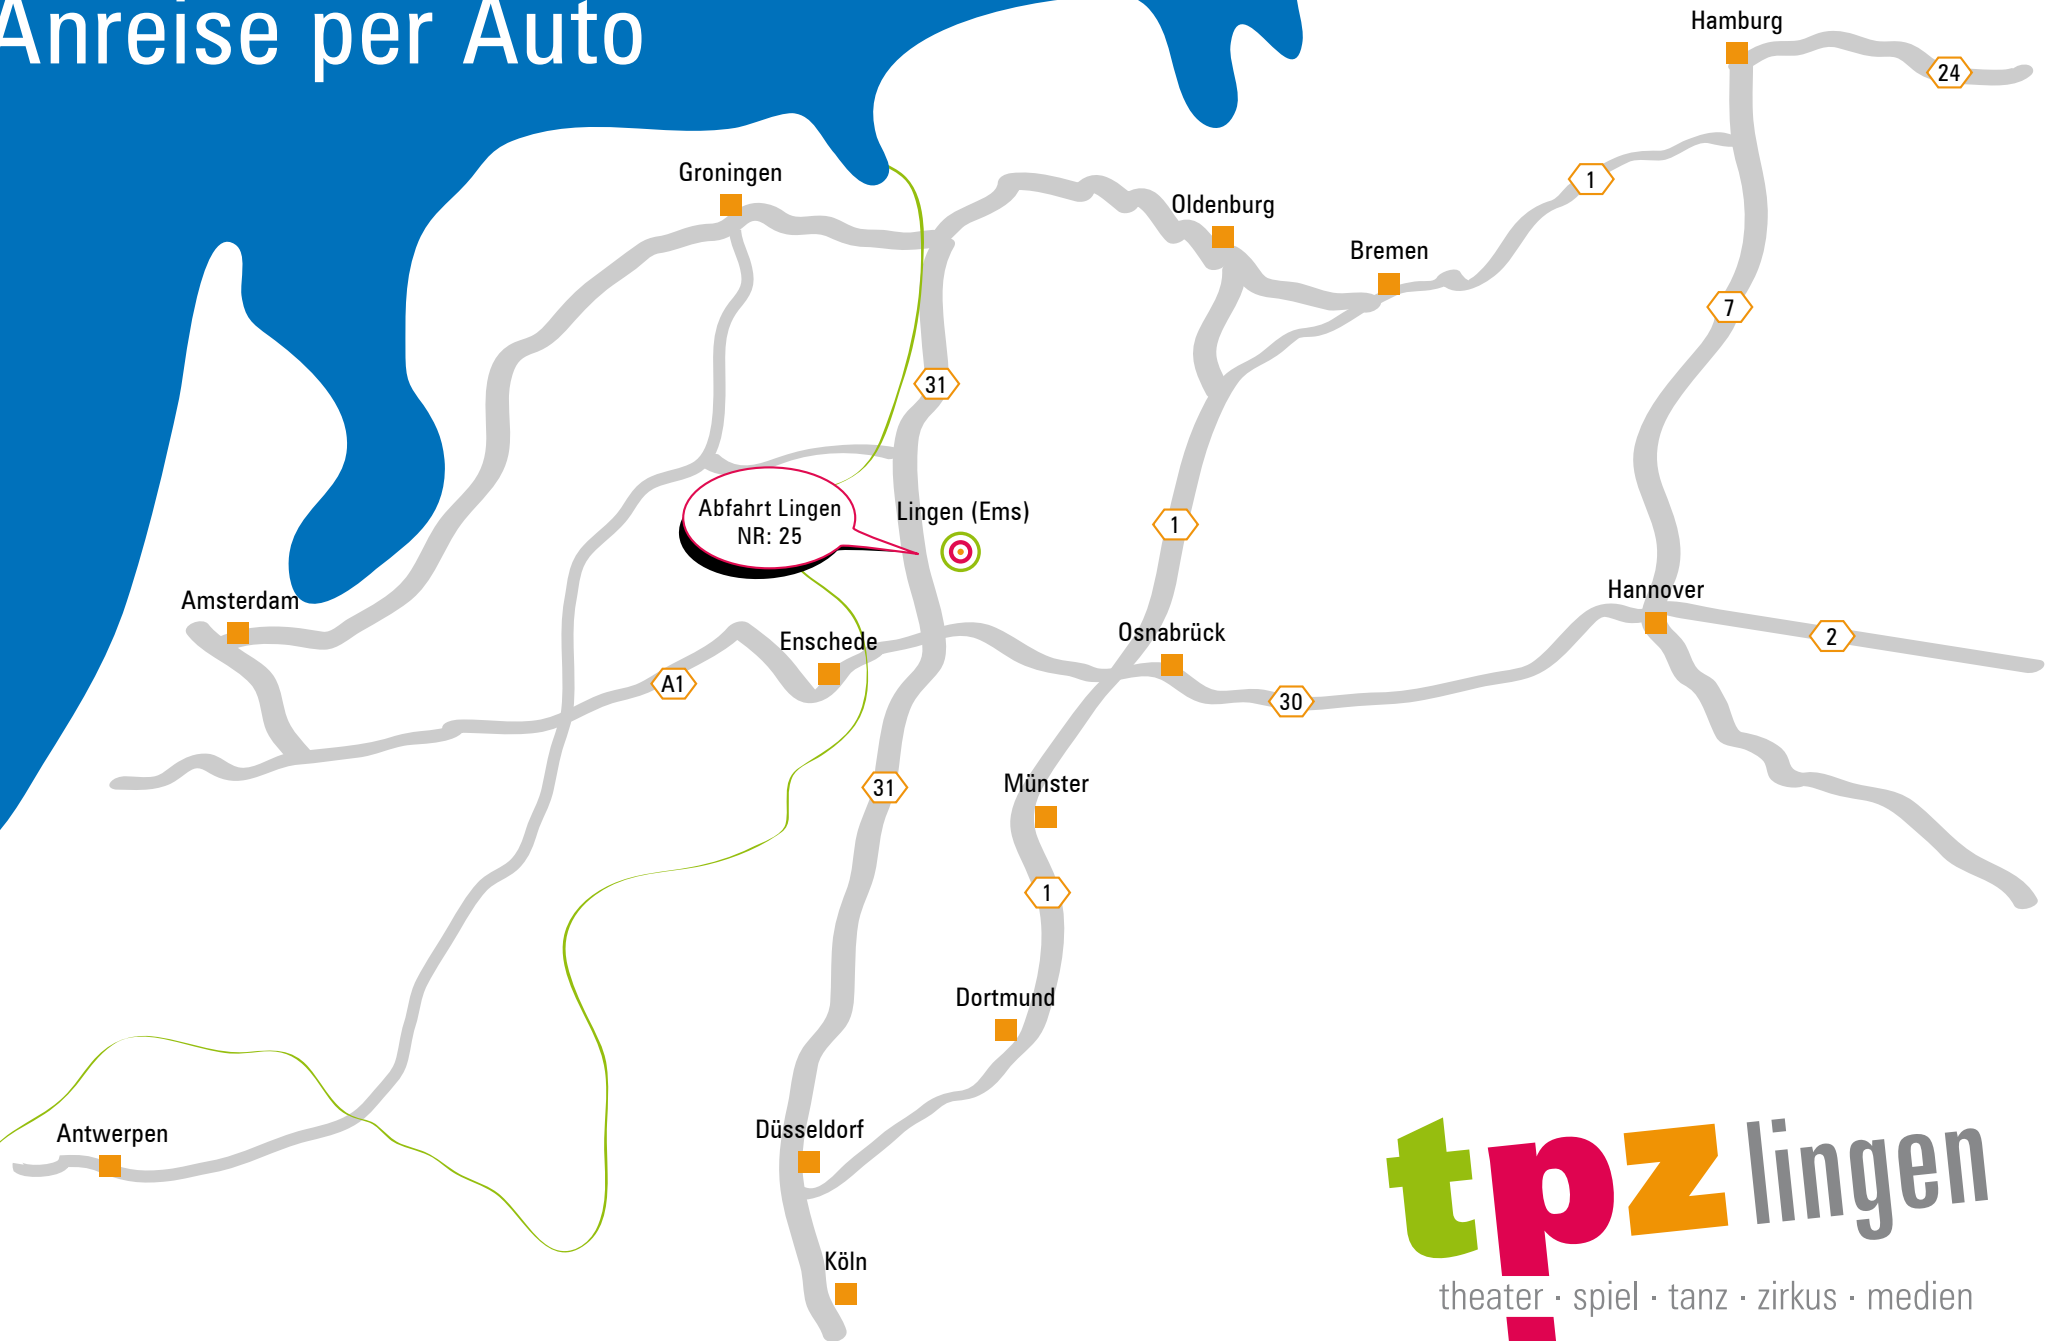 Anreise per Auto
Hamburg
24
Groningen
1
Oldenburg
Bremen
7
31
Abfahrt Lingen
NR: 25
Lingen (Ems)
1
Amsterdam
Hannover
Enschede
Osnabrück
2
A1
30
31
Münster
1
Dortmund
Antwerpen
Düsseldorf
Köln
tpz lingen
theater · spiel · tanz · zirkus · medien